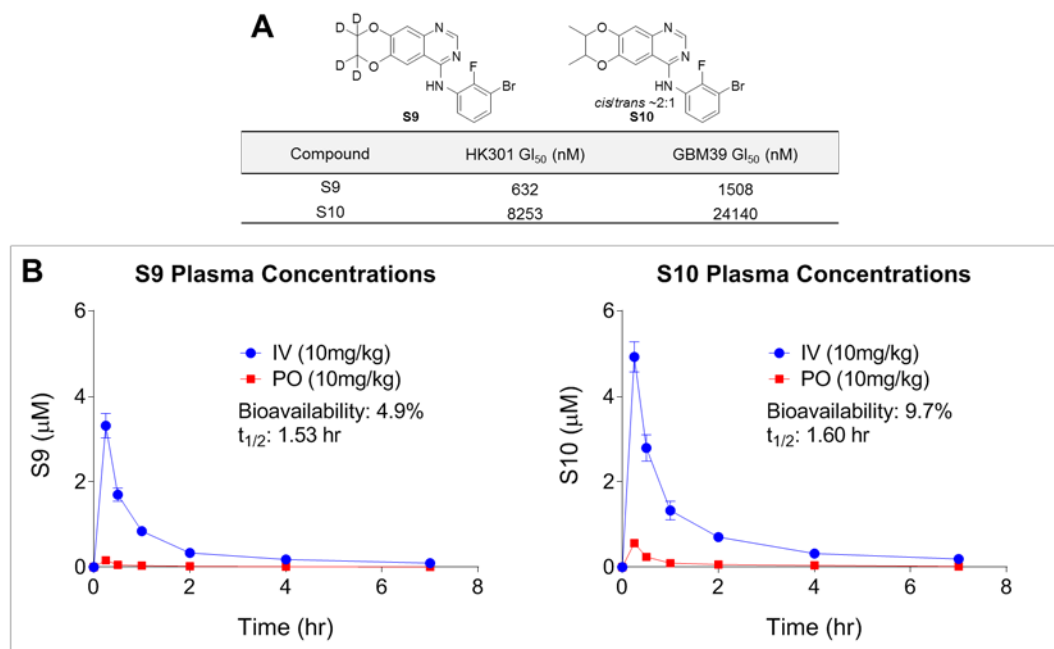 A
D D
O
N
D
D O
N
HN
F
Br
S9
O
N
O
N
HN
F
Br
cis/trans ~2:1
S10
Compound HK301 GI₅₀ (nM) GBM39 GI₅₀ (nM)
S9 632 1508
S10 8253 24140
B
S9 Plasma Concentrations
6
4
2
0
S9 (μM)
IV (10mg/kg)
PO (10mg/kg)
Bioavailability: 4.9%
t₁/₂: 1.53 hr
0 2 4 6 8
Time (hr)
S10 Plasma Concentrations
6
4
2
0
S10 (μM)
IV (10mg/kg)
PO (10mg/kg)
Bioavailability: 9.7%
t₁/₂: 1.60 hr
0 2 4 6 8
Time (hr)